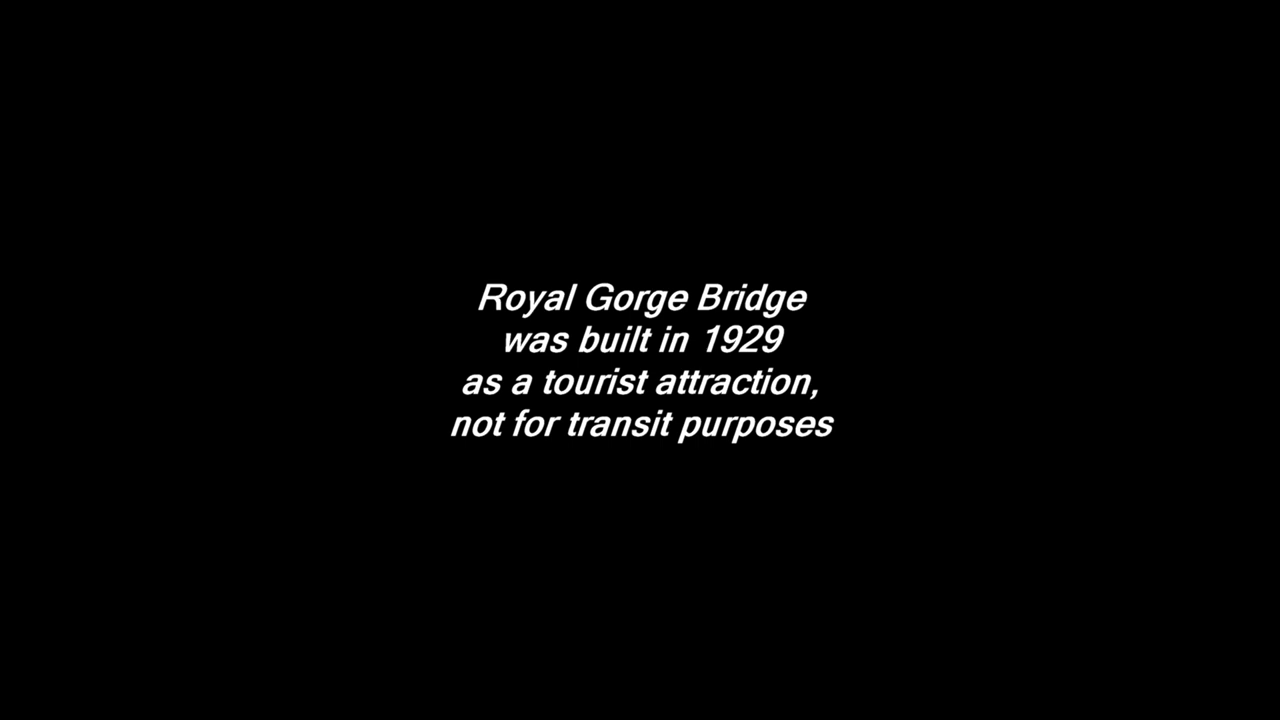 Royal Gorge Bridge
was built in 1929
as a tourist attraction,
not for transit purposes